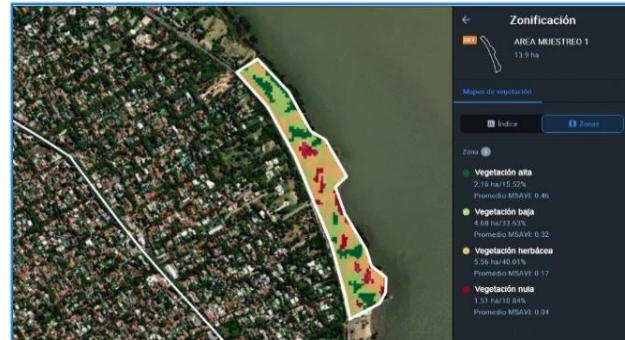 Zonificación
AREA MUESTREO 1
13.9 ha
Mapas de vegetación
Índice
Zonas
Zona
Vegetación alta
2.16 ha/15.52%
Promedio MSAVI: 0.46
Vegetación baja
4.68 ha/33.63%
Promedio MSAVI: 0.32
Vegetación herbácea
5.56 ha/40.01%
Promedio MSAVI: 0.17
Vegetación nula
1.51 ha/10.84%
Promedio MSAVI: 0.04